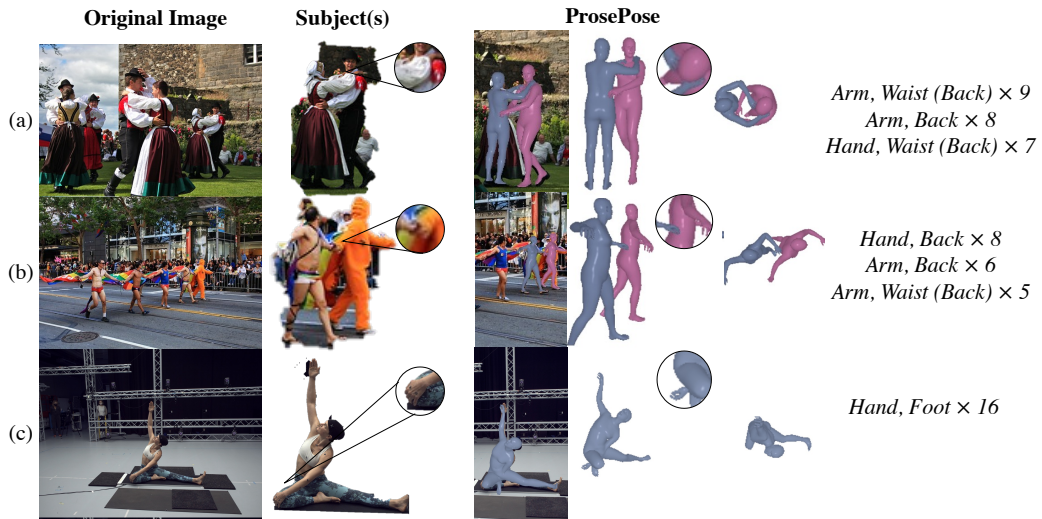 Original Image
Subject(s)
ProsePose
(a)
Arm, Waist (Back) × 9
Arm, Back × 8
Hand, Waist (Back) × 7
(b)
Hand, Back × 8
Arm, Back × 6
Arm, Waist (Back) × 5
(c)
Hand, Foot × 16